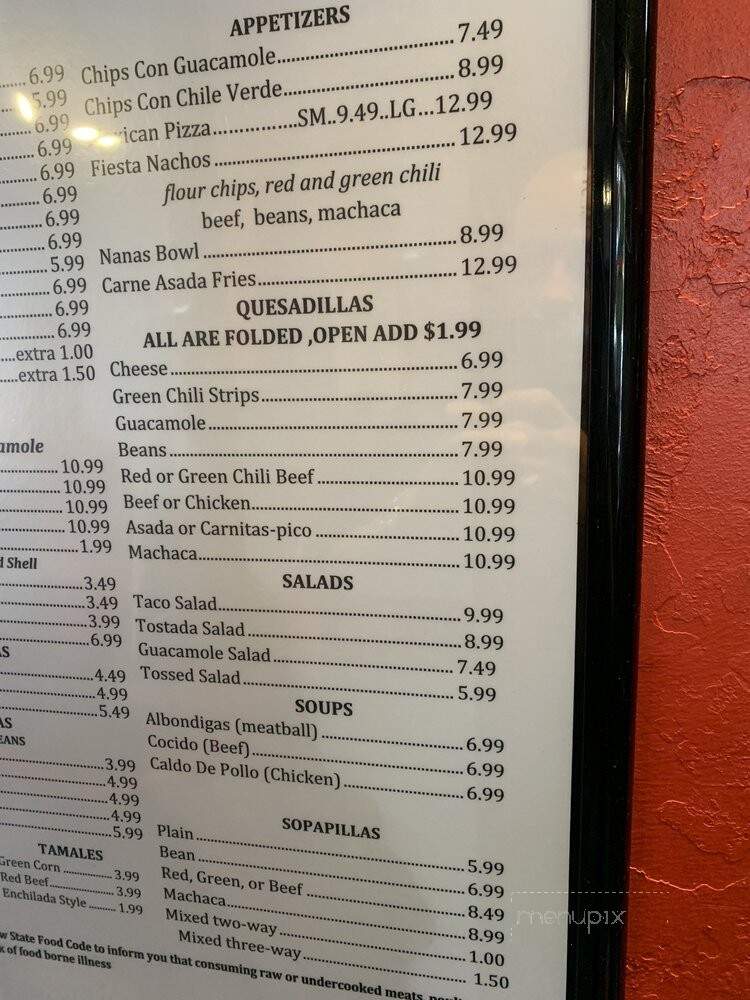 APPETIZERS
Chips Con Guacamole 7.49
Chips Con Chile Verde 8.99
Pizza SM..9.49..LG...12.99
Fiesta Nachos 12.99
flour chips, red and green chili
beef, beans, machaca
Nanas Bowl 8.99
Carne Asada Fries 12.99
QUESADILLAS
ALL ARE FOLDED ,OPEN ADD $1.99
Cheese 6.99
Green Chili Strips 7.99
Guacamole 7.99
Beans 7.99
Red or Green Chili Beef 10.99
Beef or Chicken 10.99
Asada or Carnitas-pico 10.99
Machaca 10.99
SALADS
Taco Salad 9.99
Tostada Salad 8.99
Guacamole Salad 7.49
Tossed Salad 5.99
SOUPS
Albondigas (meatball) 6.99
Cocido (Beef) 6.99
Caldo De Pollo (Chicken) 6.99
SOPAPILLAS
Plain 5.99
Bean 6.99
Red, Green, or Beef 8.49
Machaca 8.99
Mixed two-way 1.00
Mixed three-way 1.50
6.99
5.99
6.99
6.99
6.99
6.99
6.99
6.99
5.99
6.99
6.99
6.99
extra 1.00
extra 1.50
10.99
10.99
10.99
10.99
1.99
Shell
3.49
3.49
3.99
6.99
4.49
4.99
5.49
3.99
4.99
4.99
4.99
5.99
TAMALES
Green Corn 3.99
Red Beef 3.99
Enchilada Style 1.99
State Food Code to inform you that consuming raw or undercooked meats,
of food borne illness
menupix